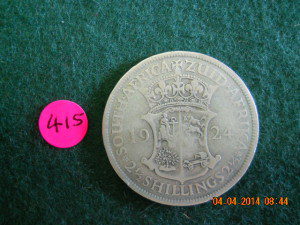 415
SOUTH AFRICA ZUID AFRIKA
19 24
2½ SHILLINGS 2½
04.04.2014 08:44